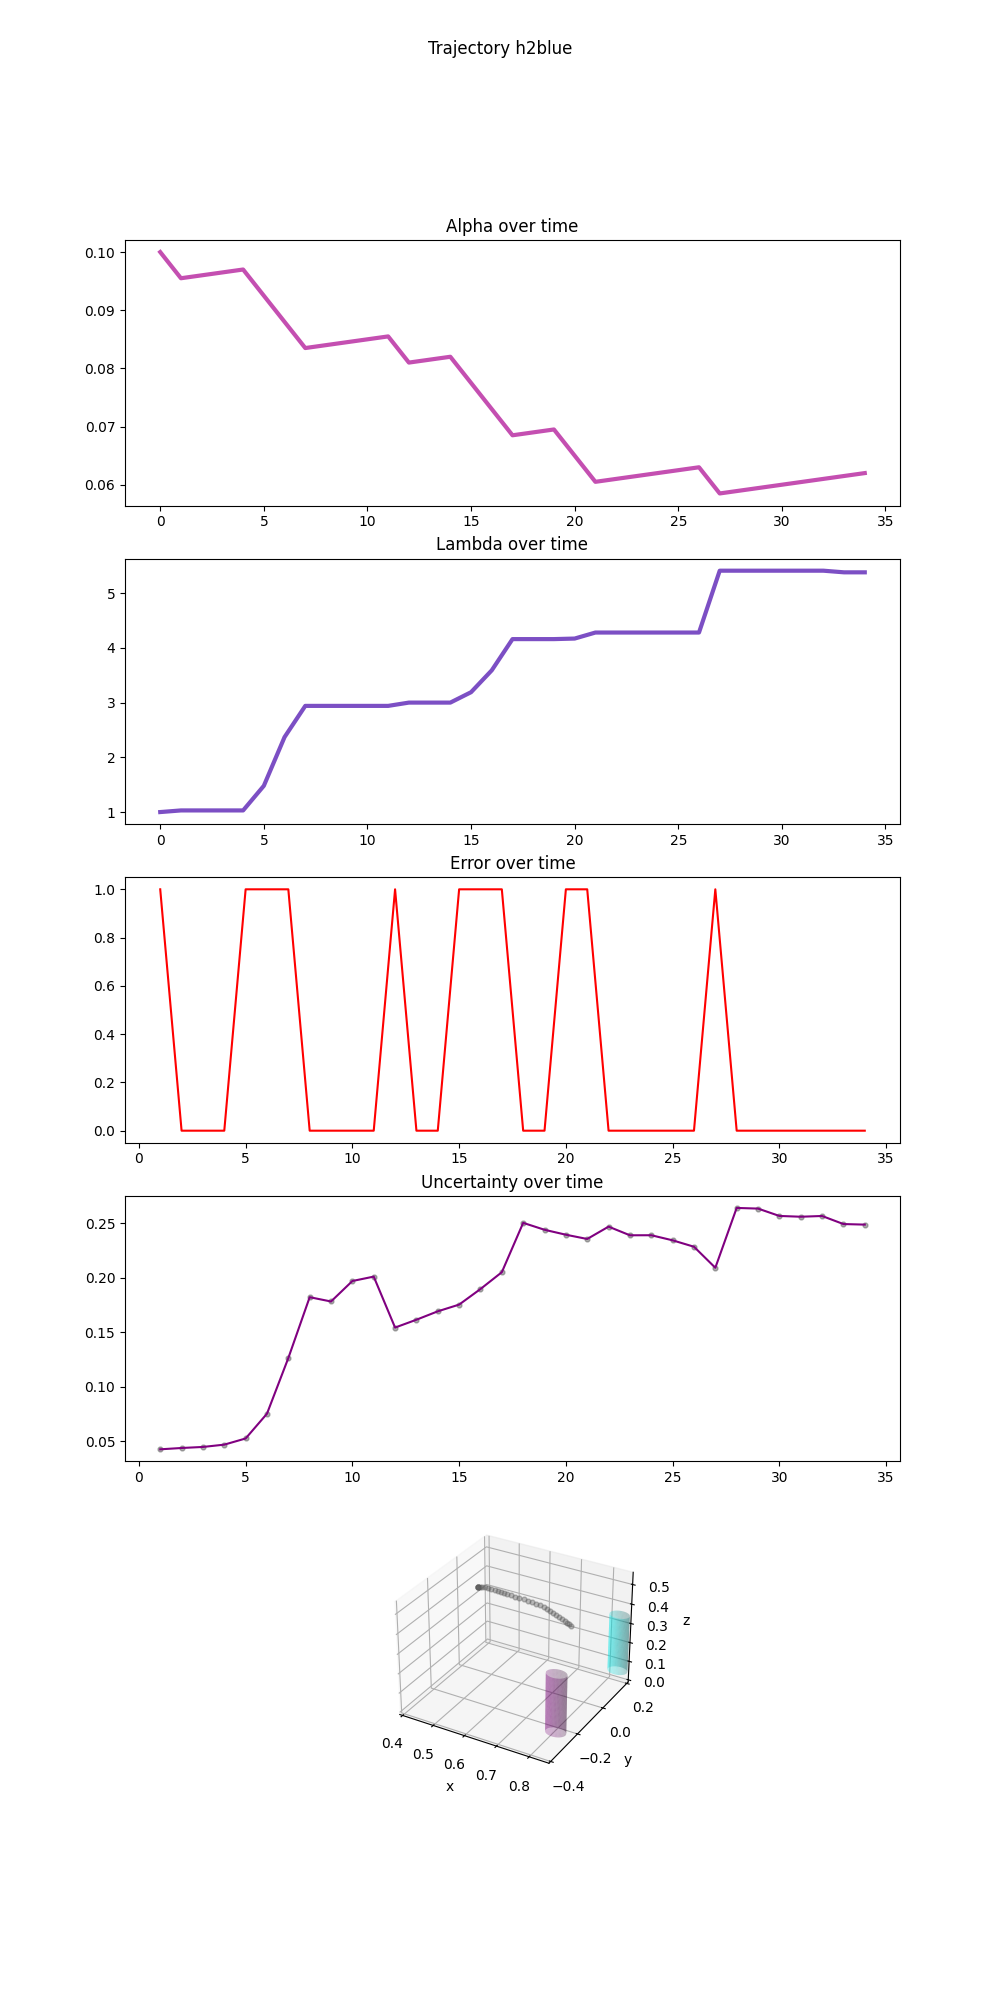 Trajectory h2blue
Alpha over time
0.10
0.09
0.08
0.07
0.06
0 5 10 15 20 25 30 35
Lambda over time
5
4
3
2
1
0 5 10 15 20 25 30 35
Error over time
1.0
0.8
0.6
0.4
0.2
0.0
0 5 10 15 20 25 30 35
Uncertainty over time
0.25
0.20
0.15
0.10
0.05
0 5 10 15 20 25 30 35
0.5
0.4
0.3
0.2
0.1
0.0
z
0.4 0.5 0.6 0.7 0.8
x
−0.4 −0.2 0.0 0.2
y